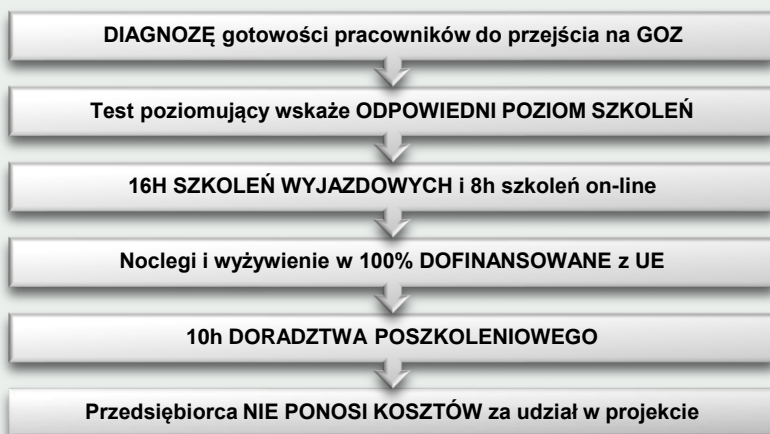 DIAGNOZĘ gotowości pracowników do przejścia na GOZ
Test poziomujący wskaże ODPOWIEDNI POZIOM SZKOLEŃ
16H SZKOLEŃ WYJAZDOWYCH i 8h szkoleń on-line
Noclegi i wyżywienie w 100% DOFINANSOWANE z UE
10h DORADZTWA POSZKOLENIOWEGO
Przedsiębiorca NIE PONOSI KOSZTÓW za udział w projekcie